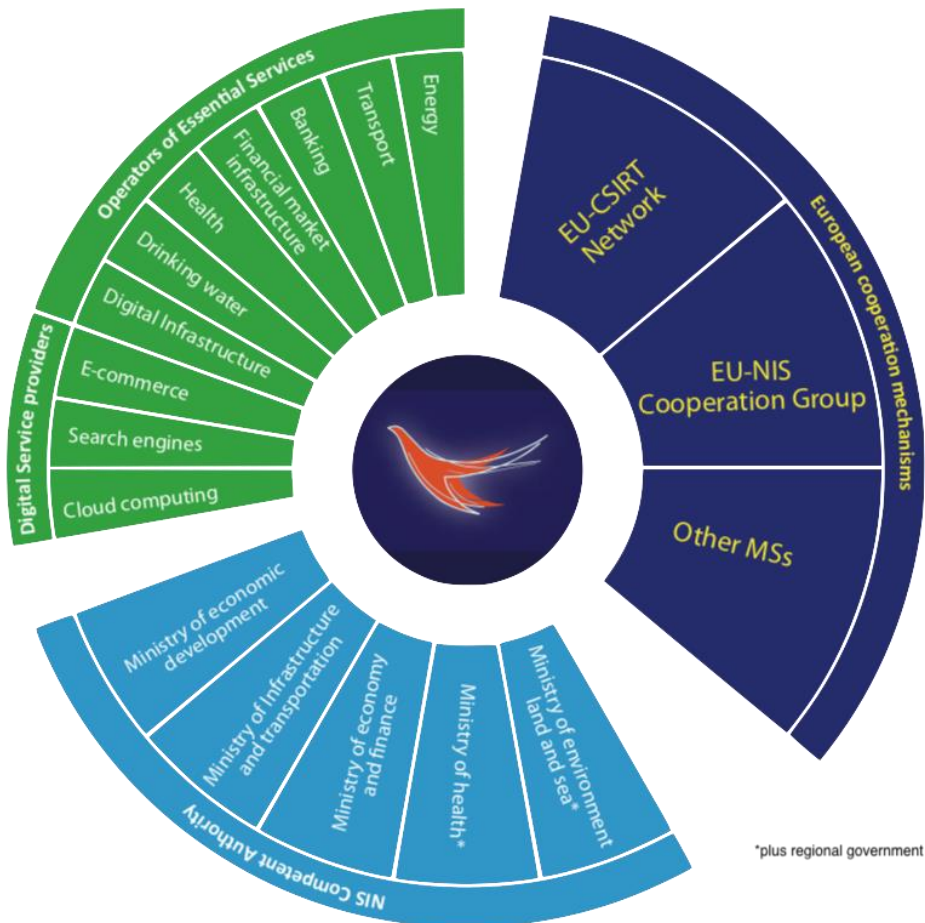 Operators of Essential Services
Energy
Transport
Banking
Financial market
infrastructure
Health
Drinking water
Digital Infrastructure
Digital Service providers
E-commerce
Search engines
Cloud computing
European cooperation mechanisms
EU-CSIRT
Network
EU-NIS
Cooperation Group
Other MSs
NIS Competent Authority
Ministry of economic
development
Ministry of Infrastructure
and transportation
Ministry of economy
and finance
Ministry of health*
Ministry of environment
land and sea*
*plus regional government